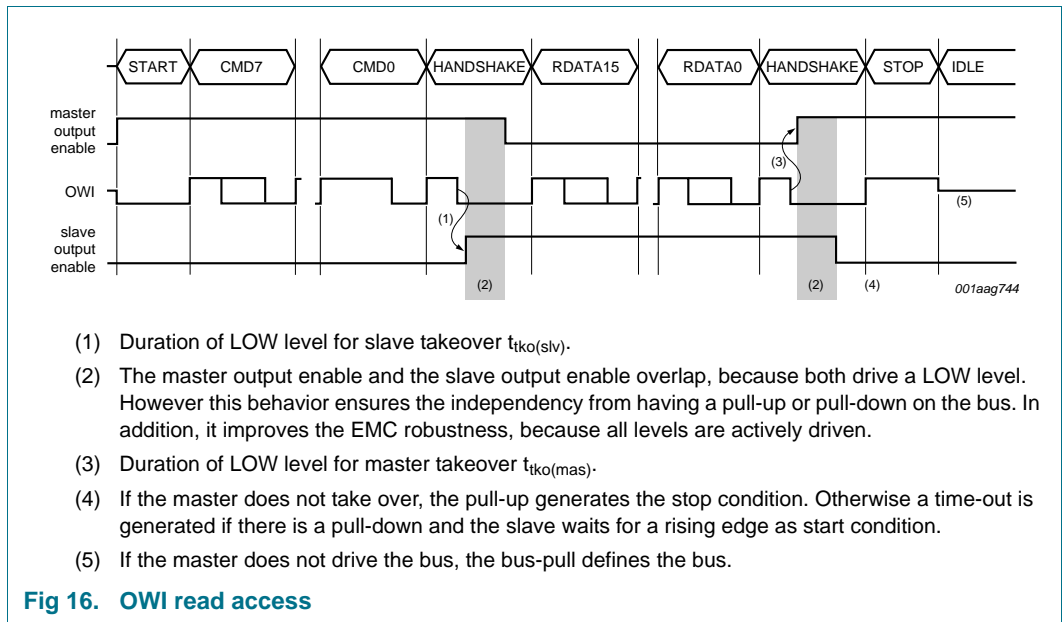 START CMD7 CMD0 HANDSHAKE RDATA15 RDATA0 HANDSHAKE STOP IDLE
master
output
enable
(3)
OWI
(5)
(1)
slave
output
enable
(2) (2) (4)
001aag744
(1) Duration of LOW level for slave takeover ttko(slv).
(2) The master output enable and the slave output enable overlap, because both drive a LOW level.
However this behavior ensures the independency from having a pull-up or pull-down on the bus. In
addition, it improves the EMC robustness, because all levels are actively driven.
(3) Duration of LOW level for master takeover ttko(mas).
(4) If the master does not take over, the pull-up generates the stop condition. Otherwise a time-out is
generated if there is a pull-down and the slave waits for a rising edge as start condition.
(5) If the master does not drive the bus, the bus-pull defines the bus.
Fig 16. OWI read access